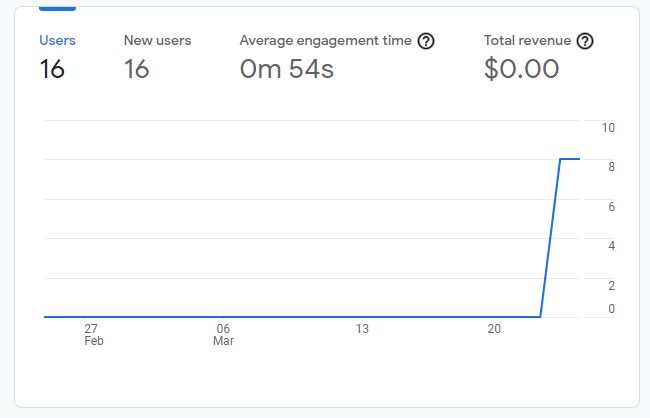 Users
16
New users
16
Average engagement time ?
0m 54s
Total revenue ?
$0.00
10
8
6
4
2
0
27
Feb
06
Mar
13
20